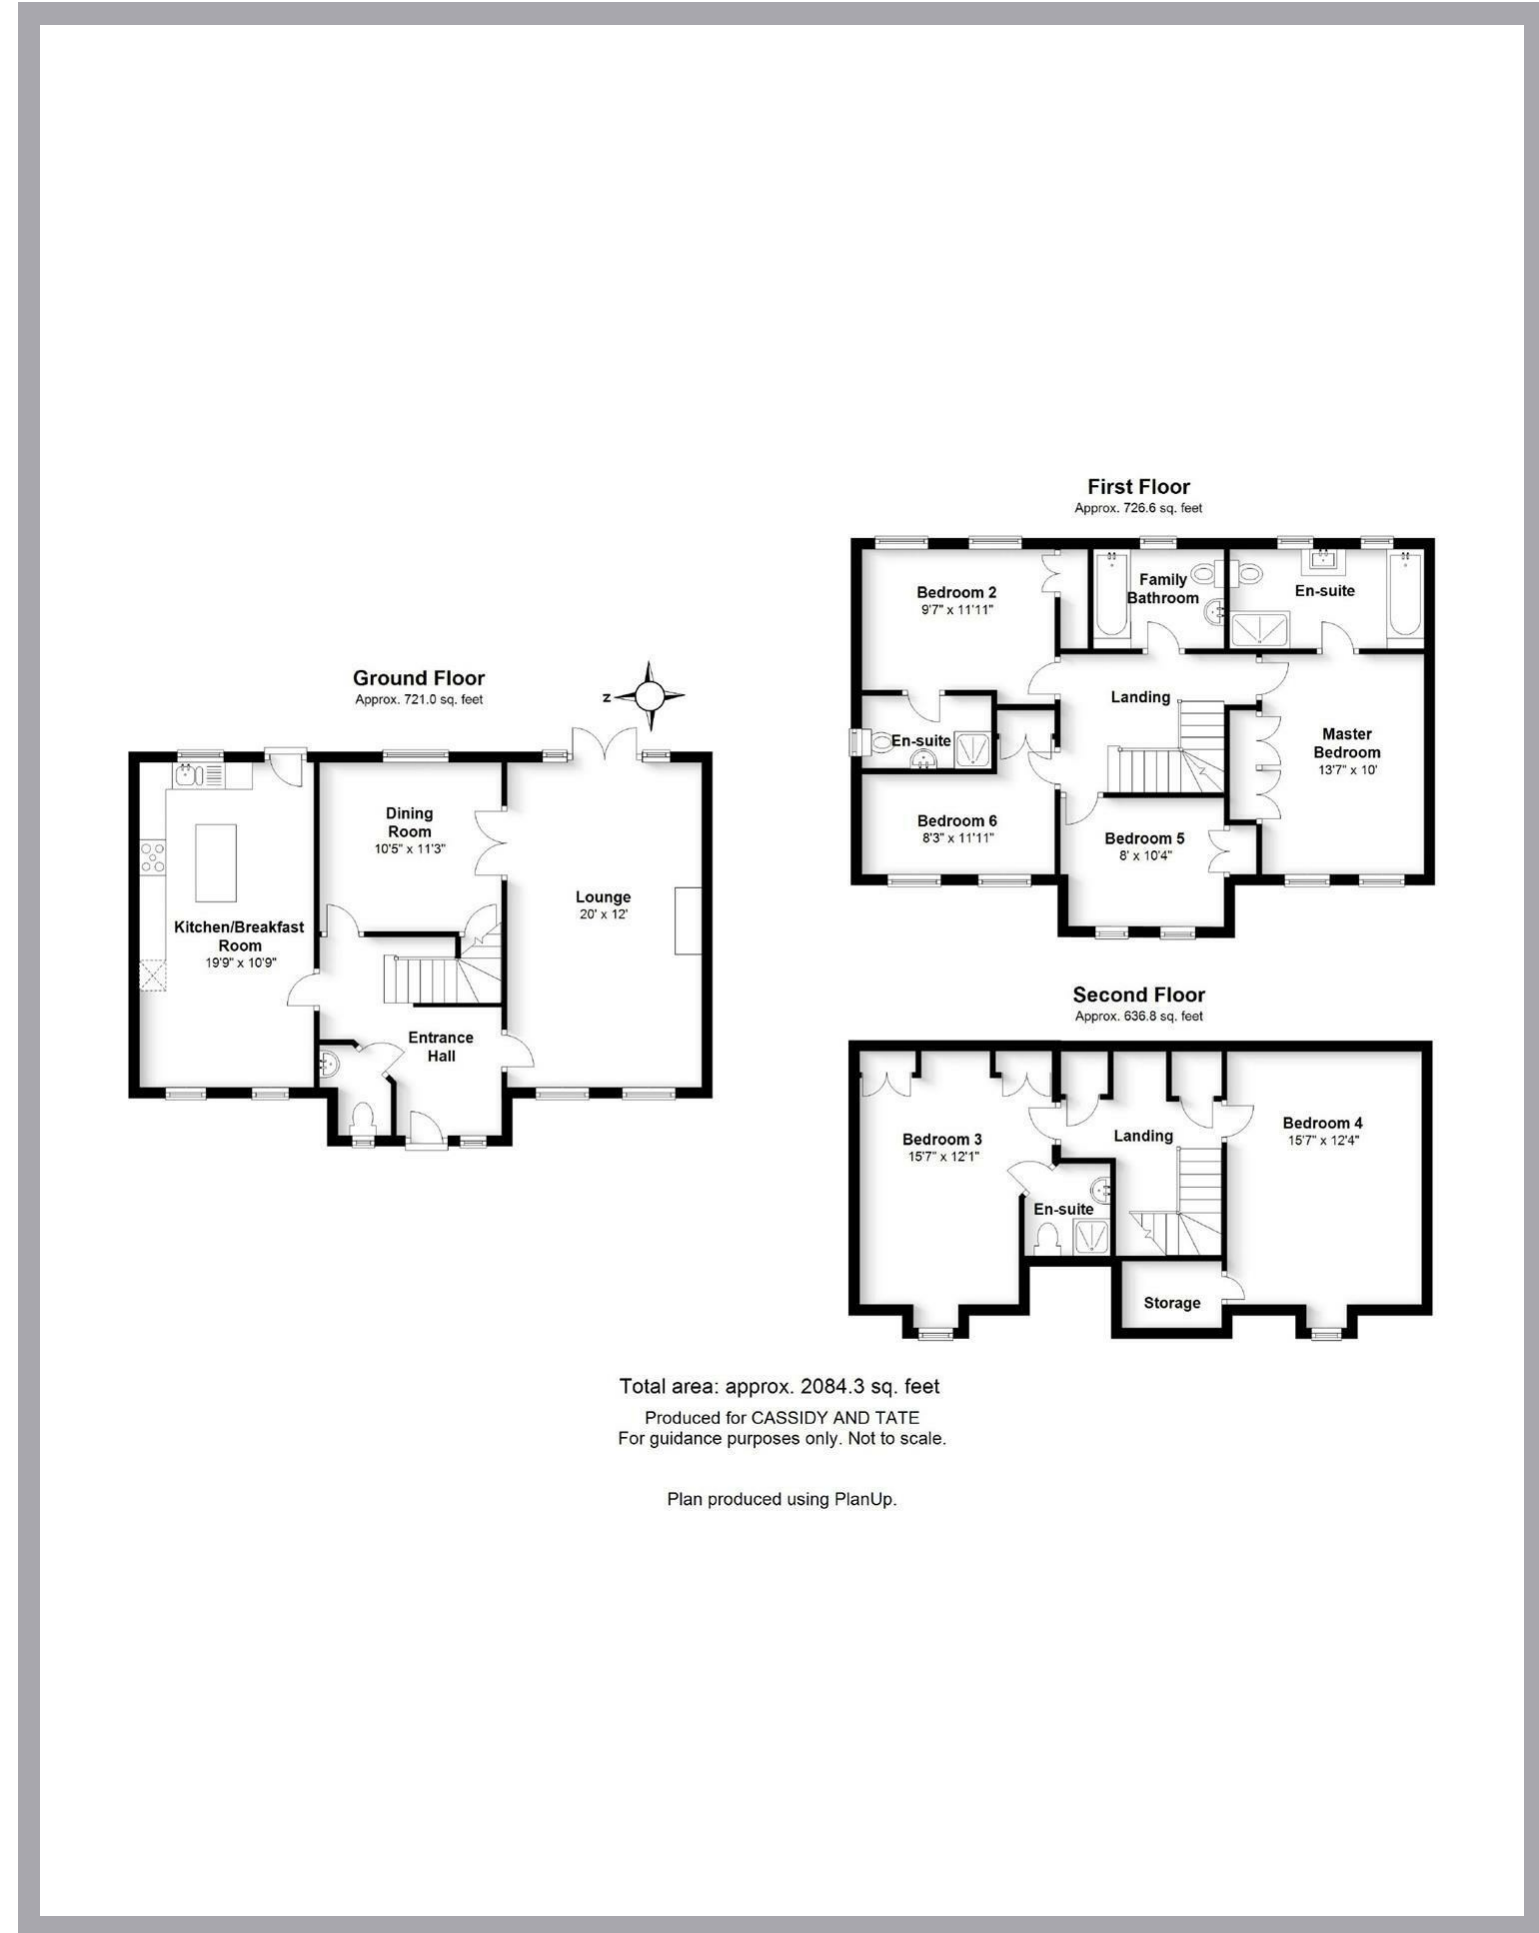 First Floor
Approx. 726.6 sq. feet
Bedroom 2
9'7" x 11'11"
Family
Bathroom
En-suite
Landing
En-suite
Master
Bedroom
13'7" x 10'
Bedroom 6
8'3" x 11'11"
Bedroom 5
8' x 10'4"
Ground Floor
Approx. 721.0 sq. feet
Z
Dining
Room
10'5" x 11'3"
Lounge
20' x 12'
Kitchen/Breakfast
Room
19'9" x 10'9"
Entrance
Hall
Second Floor
Approx. 636.8 sq. feet
Bedroom 3
15'7" x 12'1"
Landing
Bedroom 4
15'7" x 12'4"
En-suite
Storage
Total area: approx. 2084.3 sq. feet
Produced for CASSIDY AND TATE
For guidance purposes only. Not to scale.
Plan produced using PlanUp.